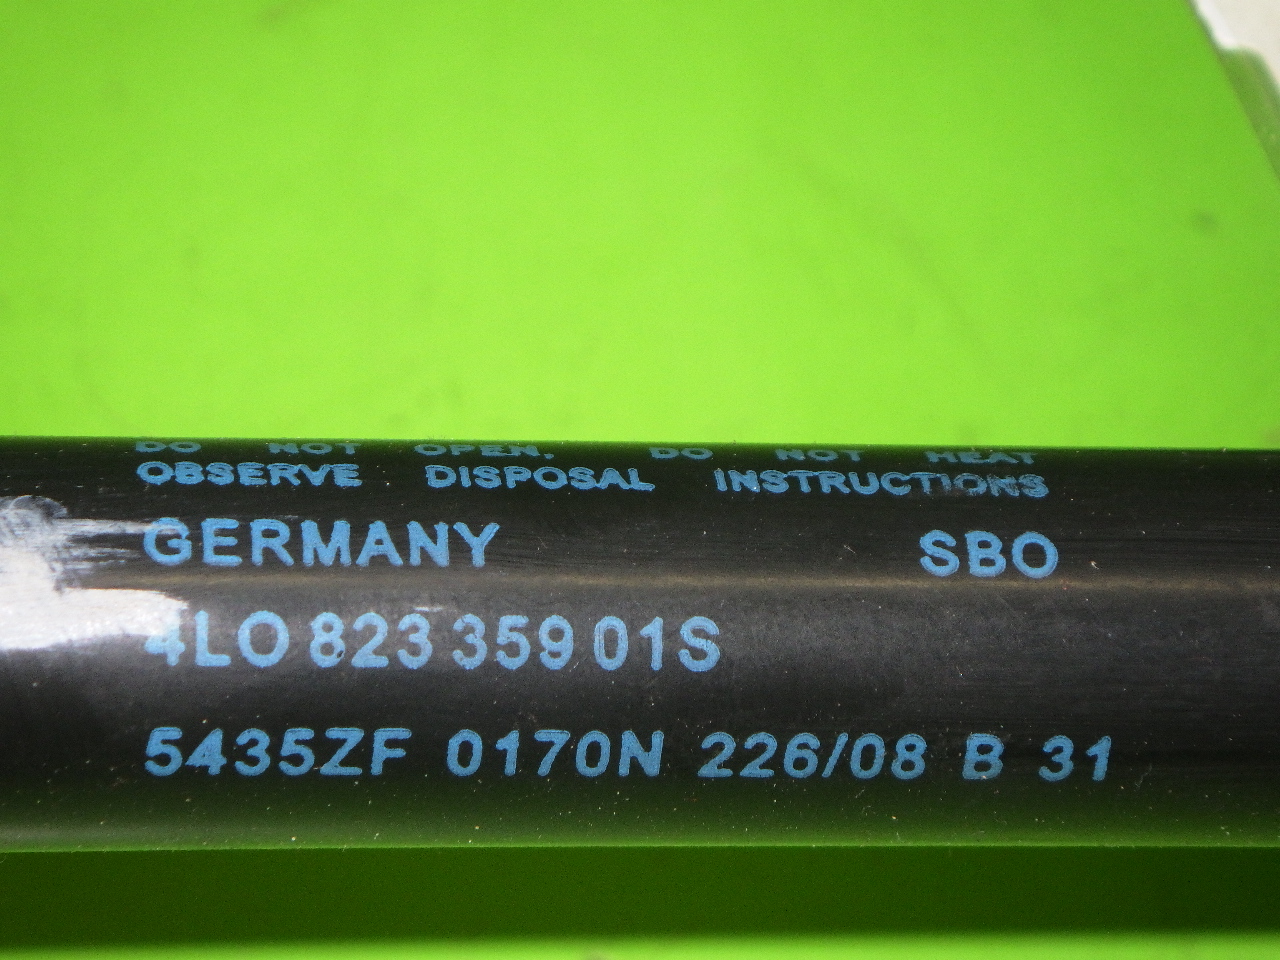 DO NOT OPEN. DO NOT HEAT
OBSERVE DISPOSAL INSTRUCTIONS
GERMANY SBO
4L0 823 359 01S
5435ZF 0170N 226/08 B 31